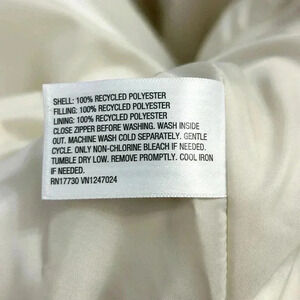 SHELL: 100% RECYCLED POLYESTER
FILLING: 100% RECYCLED POLYESTER
LINING: 100% RECYCLED POLYESTER
CLOSE ZIPPER BEFORE WASHING. WASH INSIDE
OUT. MACHINE WASH COLD SEPARATELY. GENTLE
CYCLE. ONLY NON-CHLORINE BLEACH IF NEEDED.
TUMBLE DRY LOW. REMOVE PROMPTLY. COOL IRON
IF NEEDED.
RN17730 VN1247024